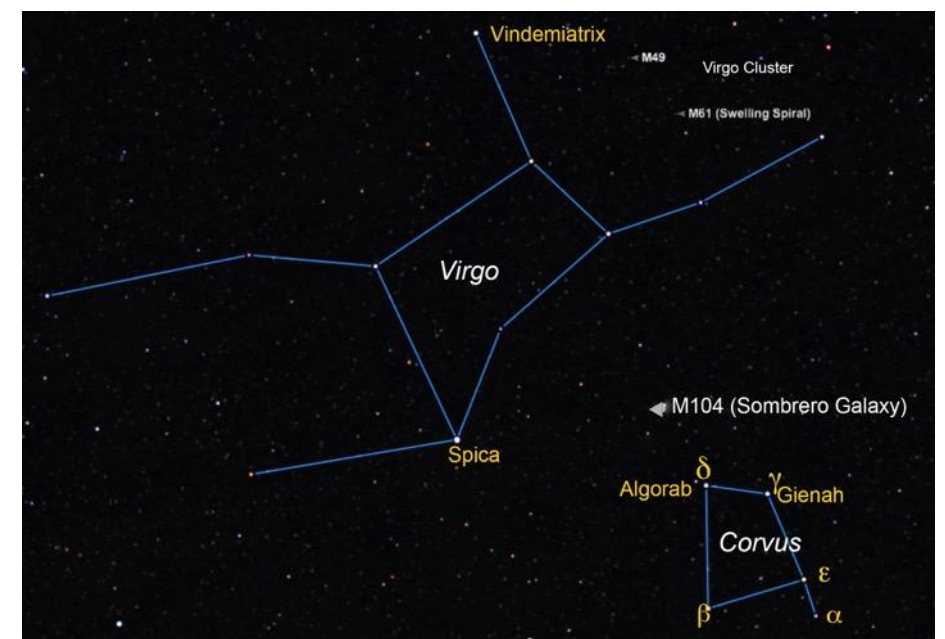 Vindemiatrix
M49
Virgo Cluster
M61 (Swelling Spiral)
Virgo
M104 (Sombrero Galaxy)
Spica
δ
γ
Algorab
Gienah
Corvus
ε
β
α